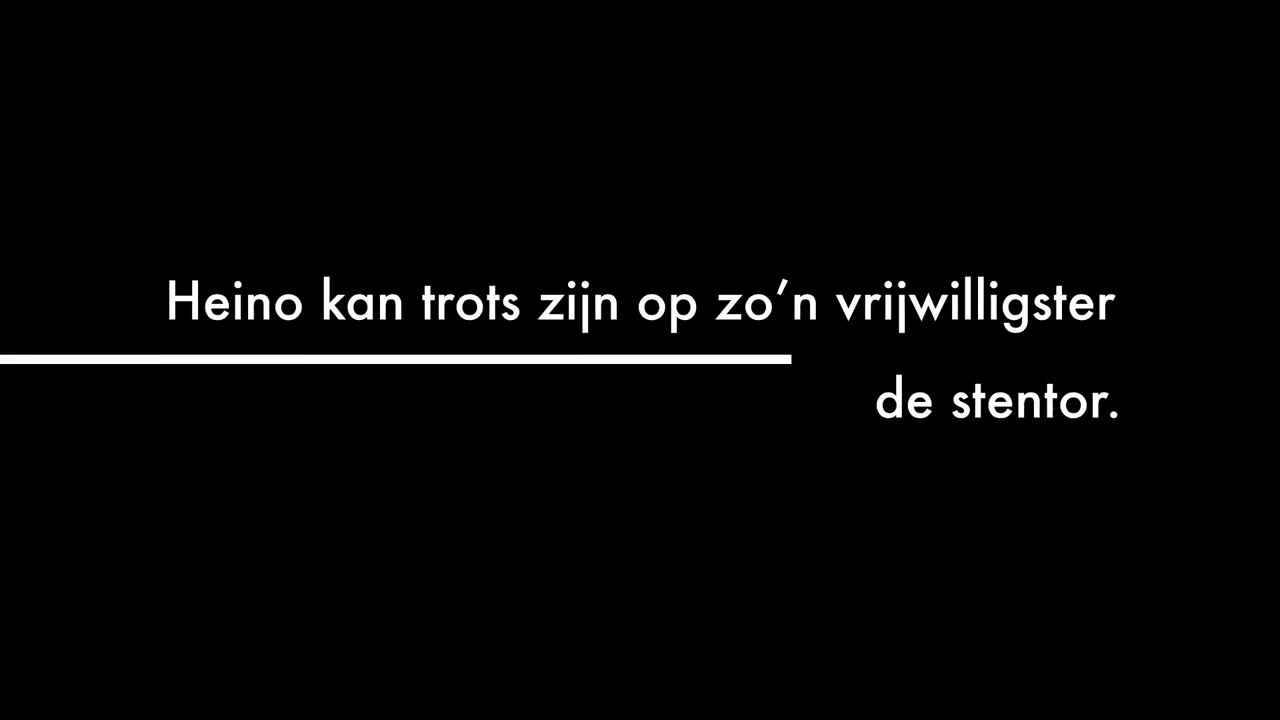 Heino kan trots zijn op zo’n vrijwilligster
de stentor.